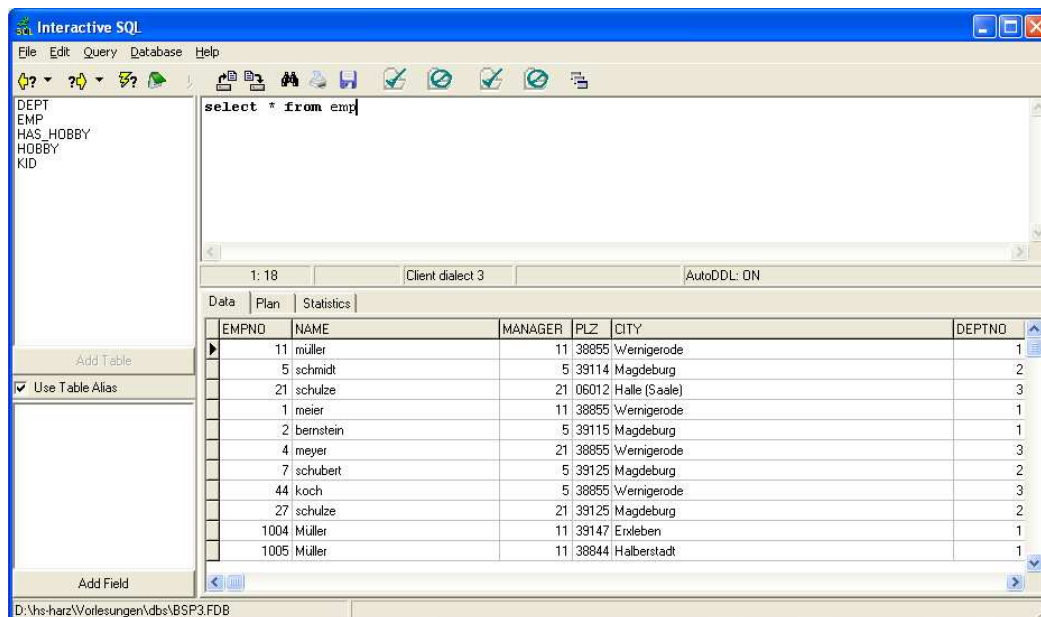 Interactive SQL
File Edit Query Database Help
DEPT
EMP
HAS_HOBBY
HOBBY
KID
select * from emp
1: 18 Client dialect 3 AutoDDL: ON
Add Table
Use Table Alias
Add Field
Data Plan Statistics
EMPNO NAME MANAGER PLZ CITY DEPTNO
11 müller 11 38855 Wernigerode 1
5 schmidt 5 39114 Magdeburg 2
21 schulze 21 06012 Halle (Saale) 3
1 meier 11 38855 Wernigerode 1
2 bernstein 5 39115 Magdeburg 1
4 meyer 21 38855 Wernigerode 3
7 schubert 5 39125 Magdeburg 2
44 koch 5 38855 Wernigerode 3
27 schulze 21 39125 Magdeburg 2
1004 Müller 11 39147 Erxleben 1
1005 Müller 11 38844 Halberstadt 1
D:\hs-harz\Vorlesungen\dbs\BSP3.FDB